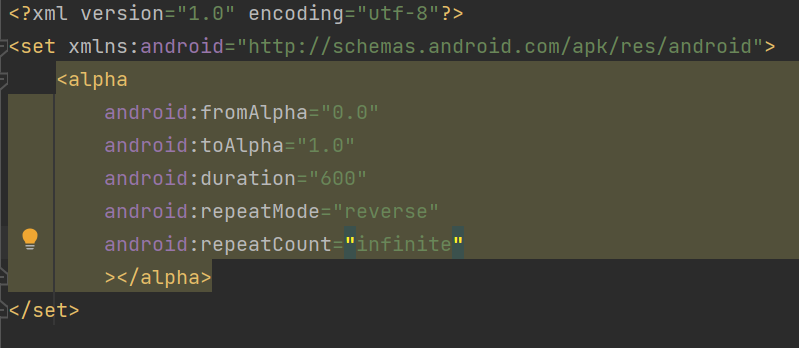 <?xml version="1.0" encoding="utf-8"?>
<set xmlns:android="http://schemas.android.com/apk/res/android">
    <alpha
        android:fromAlpha="0.0"
        android:toAlpha="1.0"
        android:duration="600"
        android:repeatMode="reverse"
        android:repeatCount="infinite"
        ></alpha>
</set>